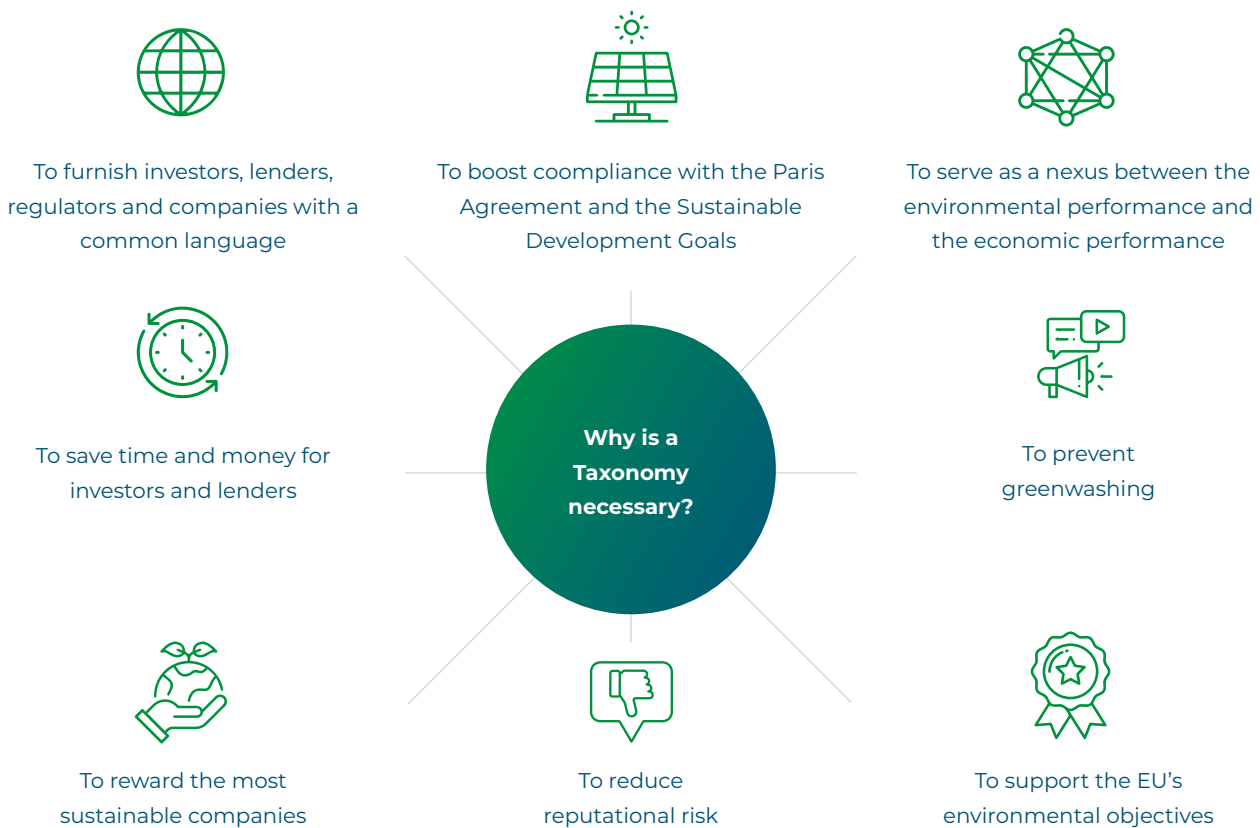 To furnish investors, lenders,
regulators and companies with a
common language
To boost coompliance with the Paris
Agreement and the Sustainable
Development Goals
To serve as a nexus between the
environmental performance and
the economic performance
To save time and money for
investors and lenders
Why is a
Taxonomy
necessary?
To prevent
greenwashing
To reward the most
sustainable companies
To reduce
reputational risk
To support the EU’s
environmental objectives